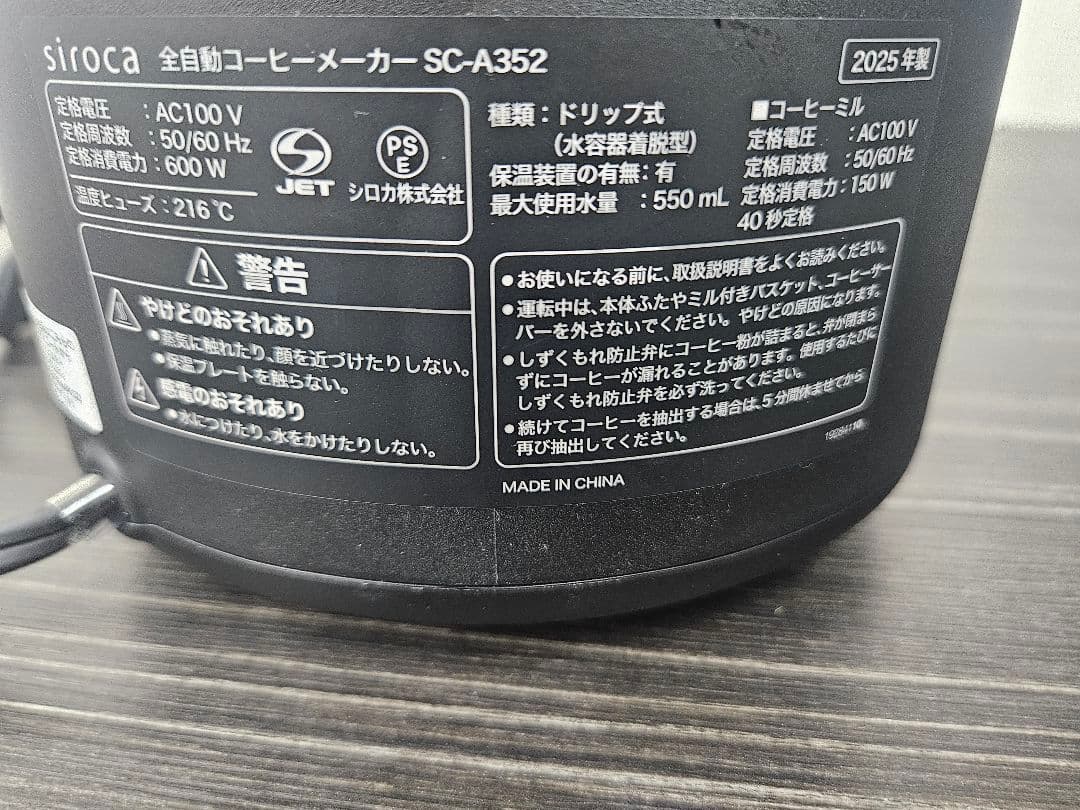 siroca 全自動コーヒーメーカー SC-A352
2025年製
定格電圧 : AC100 V
定格周波数 : 50/60 Hz
定格消費電力 : 600 W
温度ヒューズ : 216℃
JET
PS
E
シロカ株式会社
種類 : ドリップ式
(水容器着脱型)
保温装置の有無 : 有
最大使用水量 : 550 mL
■コーヒーミル
定格電圧 : AC100 V
定格周波数 : 50/60 Hz
定格消費電力 : 150 W
40秒定格
警告
やけどのおそれあり
●蒸気に触れたり、顔を近づけたりしない。
●保温プレートを触らない。
感電のおそれあり
●水につけたり、水をかけたりしない。
●お使いになる前に、取扱説明書をよくお読みください。
●運転中は、本体ふたやミル付きバスケット、コーヒーサー
バーを外さないでください。やけどの原因になります。
●しずくもれ防止弁にコーヒー粉が詰まると、弁が閉まら
ずにコーヒーが漏れることがあります。使用するたびに
しずくもれ防止弁を必ず洗ってください。
●続けてコーヒーを抽出する場合は、5分間休ませてから
再び抽出してください。
MADE IN CHINA